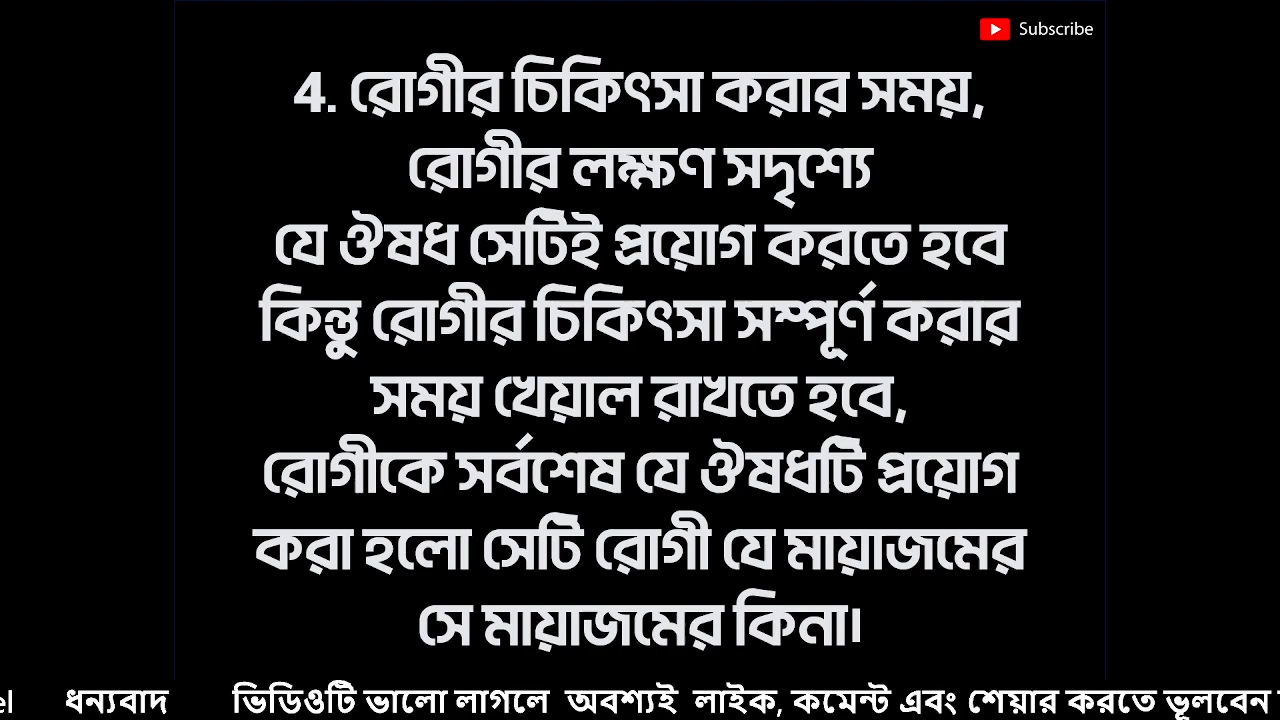 Subscribe
4. রোগীর চিকিৎসা করার সময়,
রোগীর লক্ষণ সদৃশ্যে
যে ঔষধ সেটিই প্রয়োগ করতে হবে
কিন্তু রোগীর চিকিৎসা সম্পূর্ণ করার
সময় খেয়াল রাখতে হবে,
রোগীকে সর্বশেষ যে ঔষধটি প্রয়োগ
করা হলো সেটি রোগী যে মায়াজমের
সে মায়াজমের কিনা।
el ধন্যবাদ ভিডিওটি ভালো লাগলে অবশ্যই লাইক, কমেন্ট এবং শেয়ার করতে ভূলবেন